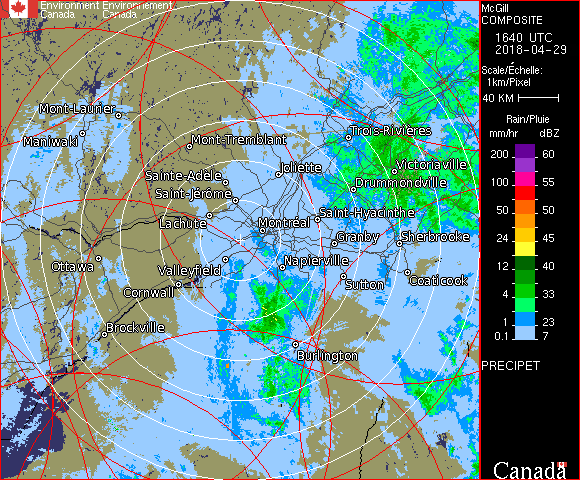 Environment Environnement
Canada Canada
McGill
COMPOSITE
1640 UTC
2018-04-29
Scale/Échelle:
1km/Pixel
40 KM
Rain/Pluie
mm/hr dBZ
200 60
100 55
50 50
24 45
12 40
4 33
1 23
0.1 7
PRECIPET
Canada
Mont-Laurier
Maniwaki
Mont-Tremblant
Trois-Rivières
Joliette
Victoriaville
Sainte-Adèle
Drummondville
Saint-Jérôme
Saint-Hyacinthe
Lachute
Montréal
Granby
Sherbrooke
Ottawa
Valleyfield
Napierville
Cornwall
Sutton
Coaticook
Brockville
Burlington